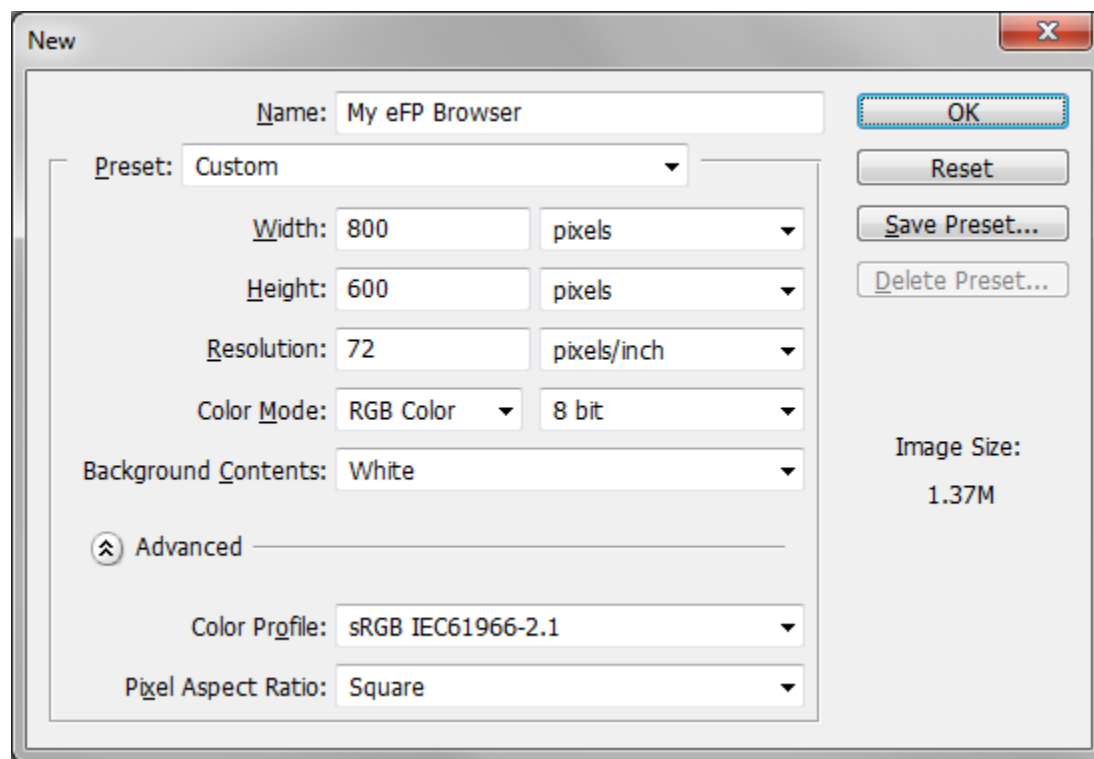 New
Name: My eFP Browser
OK
Preset: Custom
Reset
Width: 800 pixels
Save Preset...
Height: 600 pixels
Delete Preset...
Resolution: 72 pixels/inch
Color Mode: RGB Color 8 bit
Image Size:
Background Contents: White
1.37M
Advanced
Color Profile: sRGB IEC61966-2.1
Pixel Aspect Ratio: Square